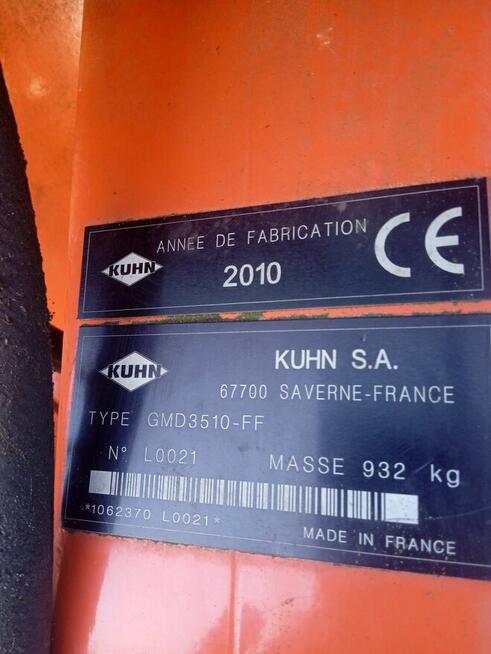 ANNEE DE FABRICATION
KUHN
2010
CE
KUHN
KUHN S.A.
67700 SAVERNE-FRANCE
TYPE GMD3510-FF
N° L0021 MASSE 932 kg
*1062370 L0021*
MADE IN FRANCE